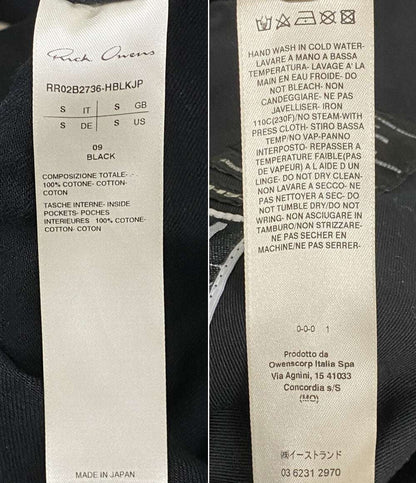 Rick Owens
RR02B2736-HBLKJP
S IT S GB
S DE S US
09
BLACK
COMPOSIZIONE TOTALE-.-.-
100% COTONE- COTTON-
COTON
TASCHE INTERNE- INSIDE
POCKETS- POCHES
INTERIEURES 100% COTONE-
COTTON- COTON
MADE IN JAPAN
HAND WASH IN COLD WATER-
LAVARE A MANO A BASSA
TEMPERATURA- LAVAGE A' LA
MAIN EN EAU FROIDE- DO
NOT BLEACH- NON
CANDEGGIARE- NE PAS
JAVELISER- IRON
110C(230F)/NO STEAM-WITH
PRESS CLOTH- STIRO BASSA
TEMP/NO VAP-PANNO
INTERPOSTO- REPASSER A
TEMPERATURE FAIBLE(PAS
DE VAPEUR) A L AIDE D UN
LINGE- DO NOT DRY CLEAN-
NON LAVARE A SECCO- NE
PAS NETTOYER A SEC- DO
NOT TUMBLE DRY/DO NOT
WRING- NON ASCIUGARE IN
TAMBURO/NON STRIZZARE-
NE PAS SECHER EN
MACHINE/NE PAS SERRER-
0-0-0 1
Prodotto da
Owenscorp Italia Spa
Via Agnini, 15 41033
Concordia s/S
(MO)
㈱イーストランド
03 6231 2970